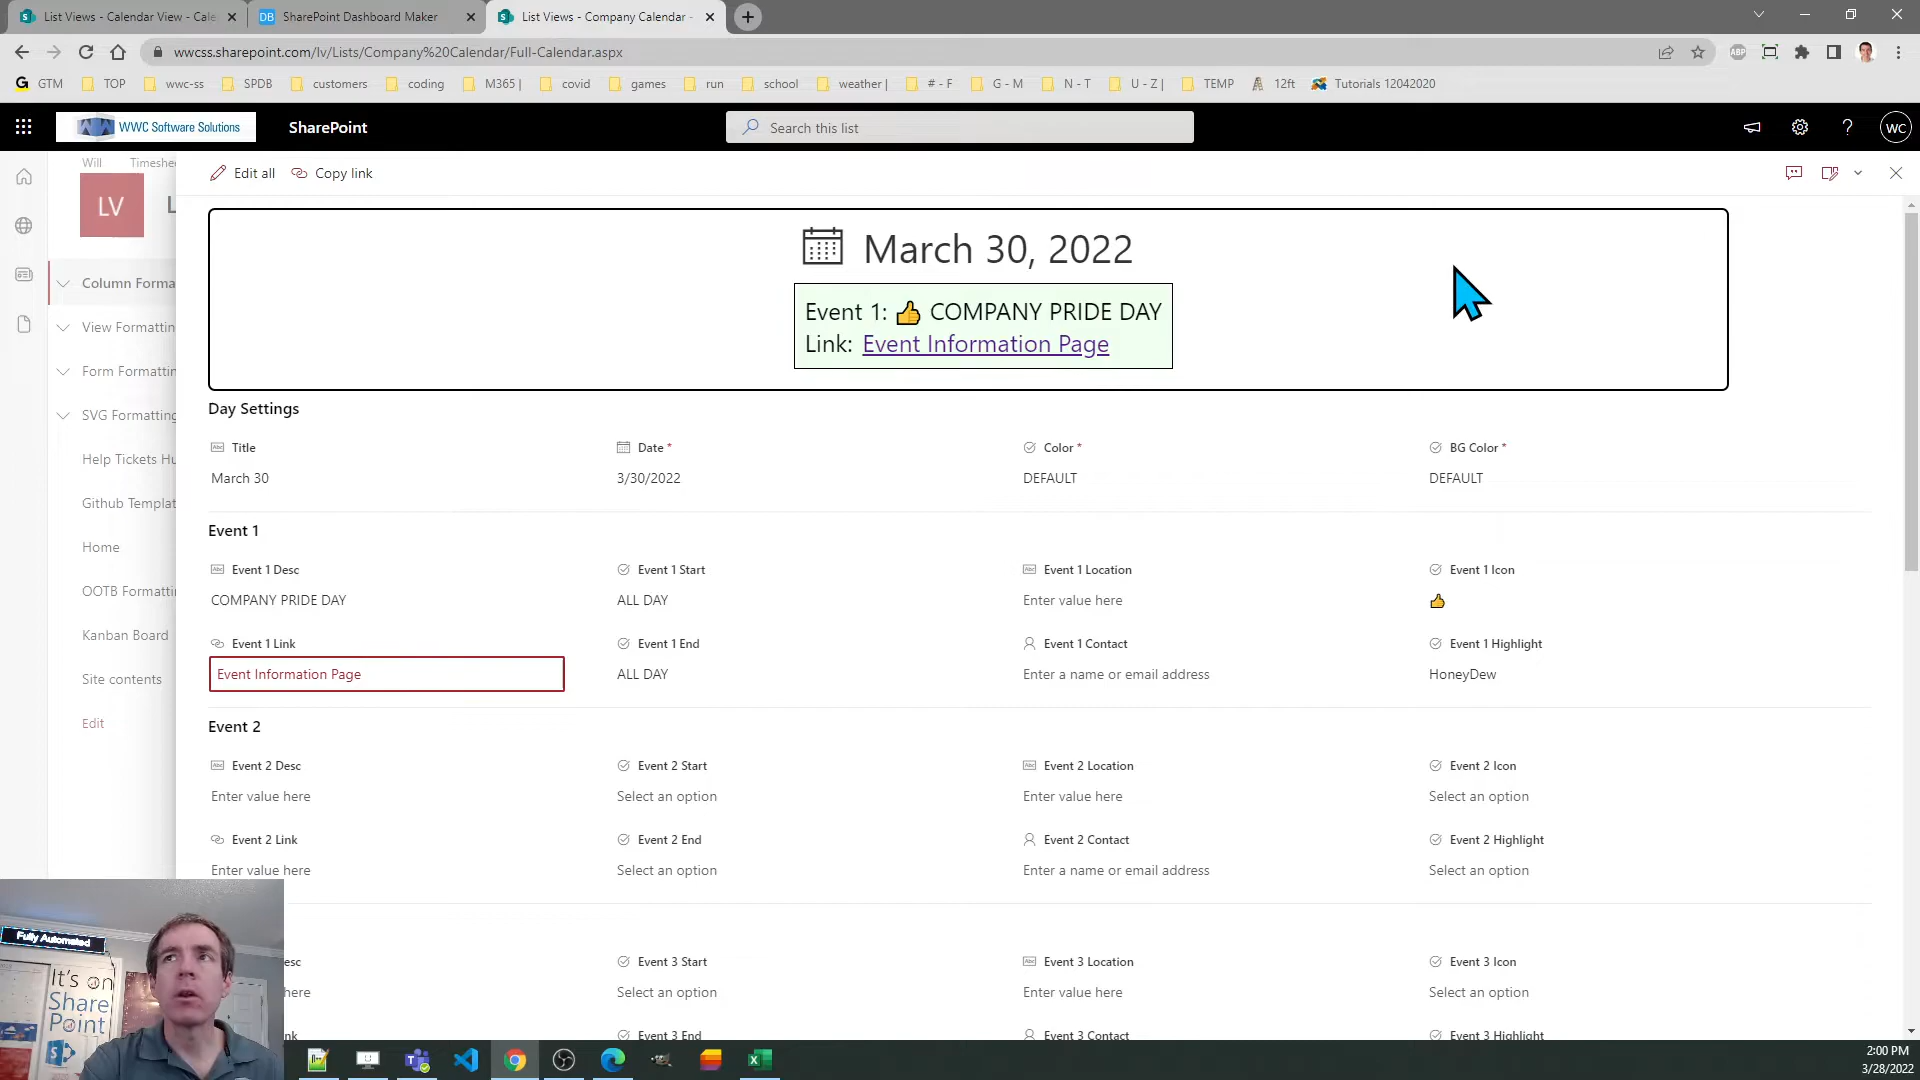 List Views - Calendar View - Cale
SharePoint Dashboard Maker
List Views - Company Calendar -
wwcss.sharepoint.com/lv/Lists/Company%20Calendar/Full-Calendar.aspx
ABP
G GTM TOP wwc-ss SPDB customers coding M365 | covid games run school weather | # - F G - M N - T U - Z | TEMP 12ft Tutorials 12042020
WWC Software Solutions SharePoint Search this list ? WC
Will Timeshee
LV L
Edit all Copy link
March 30, 2022
Event 1: 👍 COMPANY PRIDE DAY
Link: Event Information Page
Column Forma
View Formattin
Form Formattin
SVG Formatting
Help Tickets Hu
Github Templat
Home
OOTB Formatti
Kanban Board
Site contents
Edit
Day Settings
Title Date * Color * BG Color *
March 30 3/30/2022 DEFAULT DEFAULT
Event 1
Event 1 Desc Event 1 Start Event 1 Location Event 1 Icon
COMPANY PRIDE DAY ALL DAY Enter value here 👍
Event 1 Link Event 1 End Event 1 Contact Event 1 Highlight
Event Information Page ALL DAY Enter a name or email address HoneyDew
Event 2
Event 2 Desc Event 2 Start Event 2 Location Event 2 Icon
Enter value here Select an option Enter value here Select an option
Event 2 Link Event 2 End Event 2 Contact Event 2 Highlight
Enter value here Select an option Enter a name or email address Select an option
esc Event 3 Start Event 3 Location Event 3 Icon
here Select an option Enter value here Select an option
nk Event 3 End Event 3 Contact Event 3 Highlight
Fully Automated
It's on
Share
Point
2:00 PM
3/28/2022